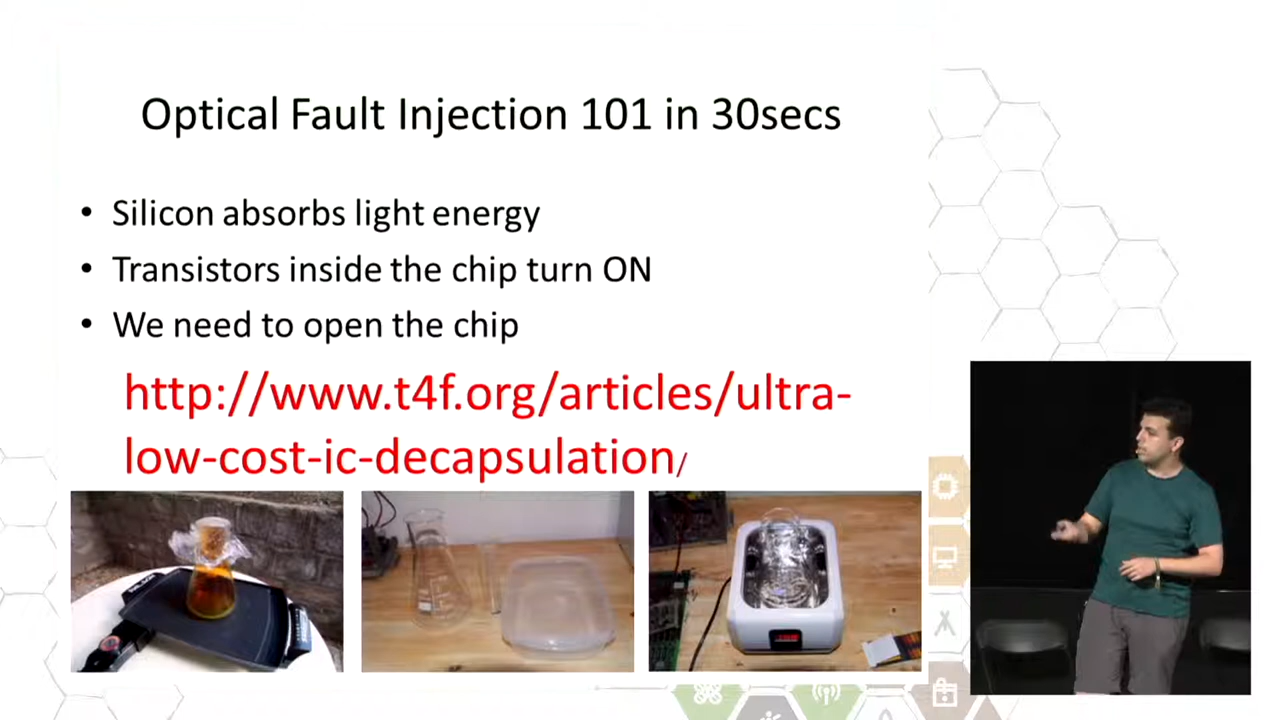 Optical Fault Injection 101 in 30secs
• Silicon absorbs light energy
• Transistors inside the chip turn ON
• We need to open the chip
http://www.t4f.org/articles/ultra-
low-cost-ic-decapsulation/